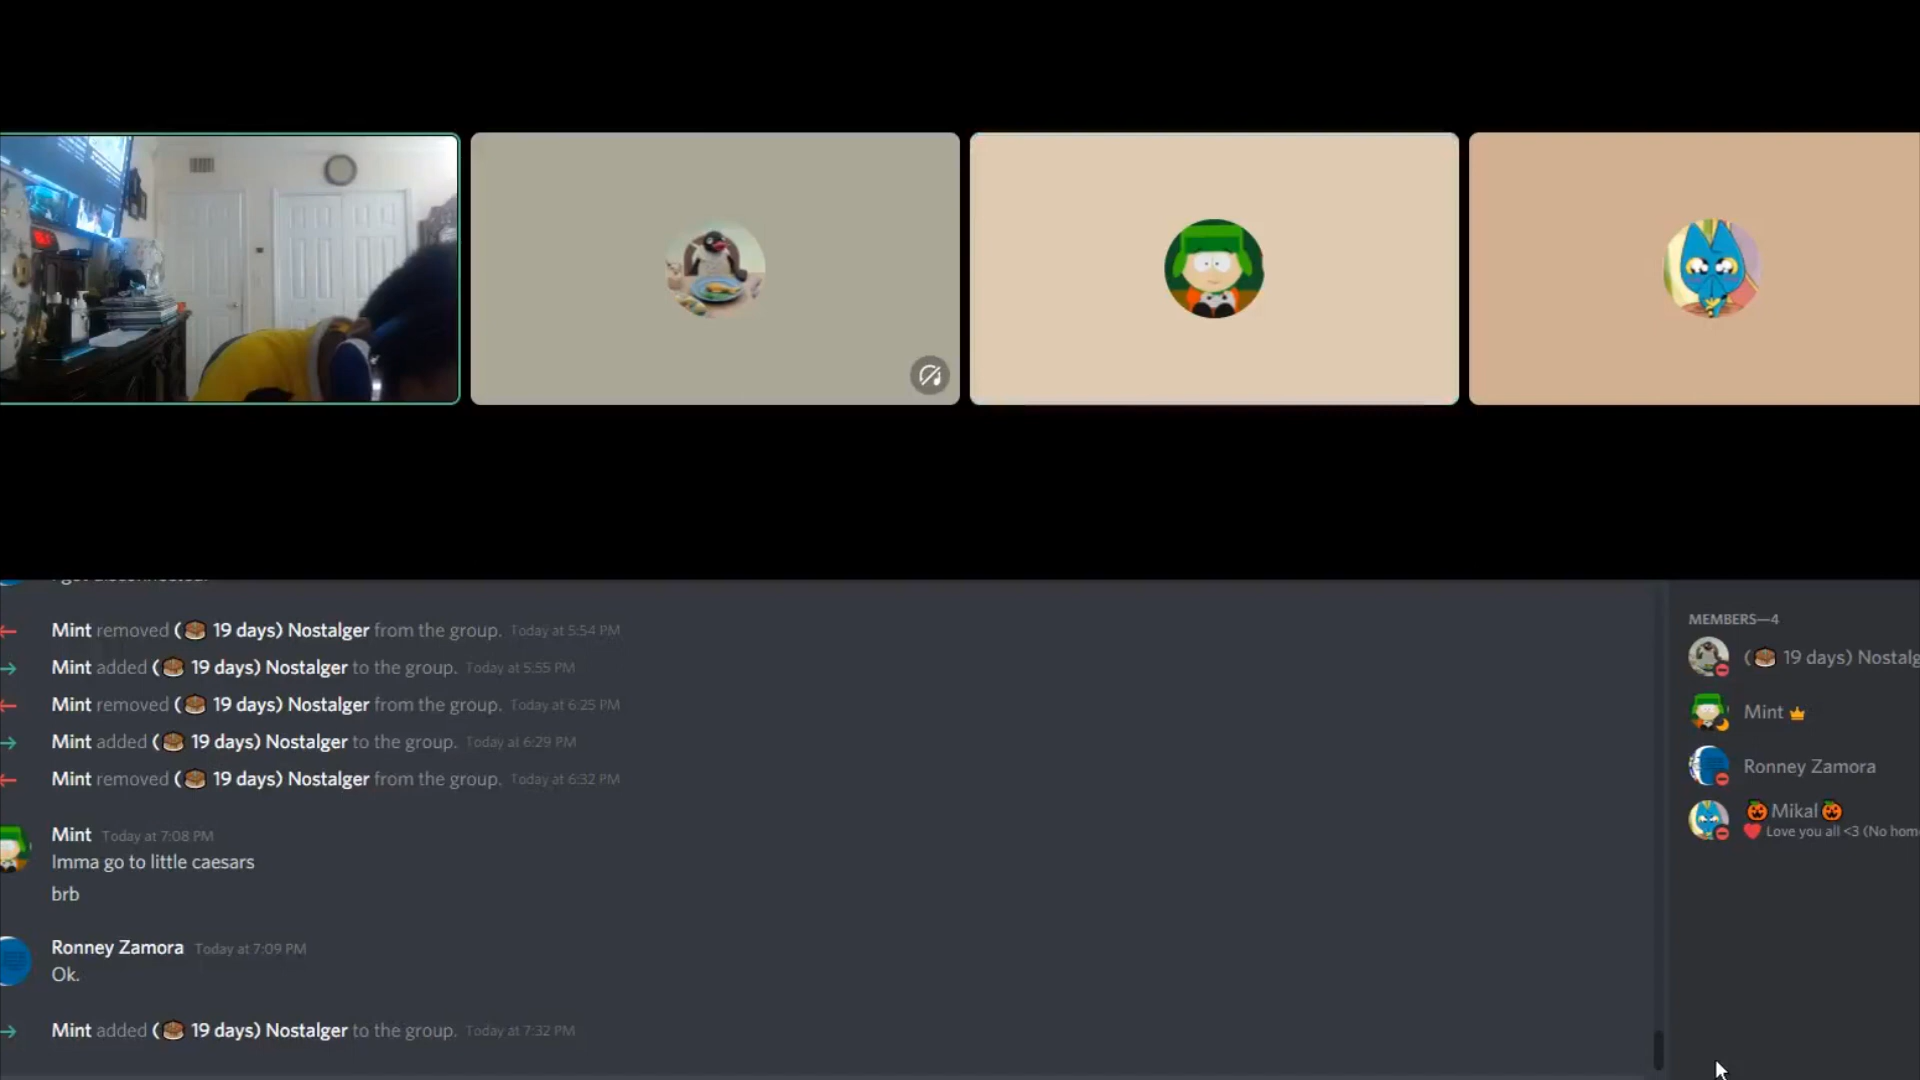 Mint removed (🥞 19 days) Nostalger from the group. Today at 5:54 PM
Mint added (🥞 19 days) Nostalger to the group. Today at 5:55 PM
Mint removed (🥞 19 days) Nostalger from the group. Today at 6:25 PM
Mint added (🥞 19 days) Nostalger to the group. Today at 6:29 PM
Mint removed (🥞 19 days) Nostalger from the group. Today at 6:32 PM
Mint Today at 7:08 PM
Imma go to little caesars
brb
Ronney Zamora Today at 7:09 PM
Ok.
Mint added (🥞 19 days) Nostalger to the group. Today at 7:32 PM
MEMBERS—4
(🥞 19 days) Nostalg
Mint
Ronney Zamora
🎃 Mikal 🎃
❤️ Love you all <3 (No hom